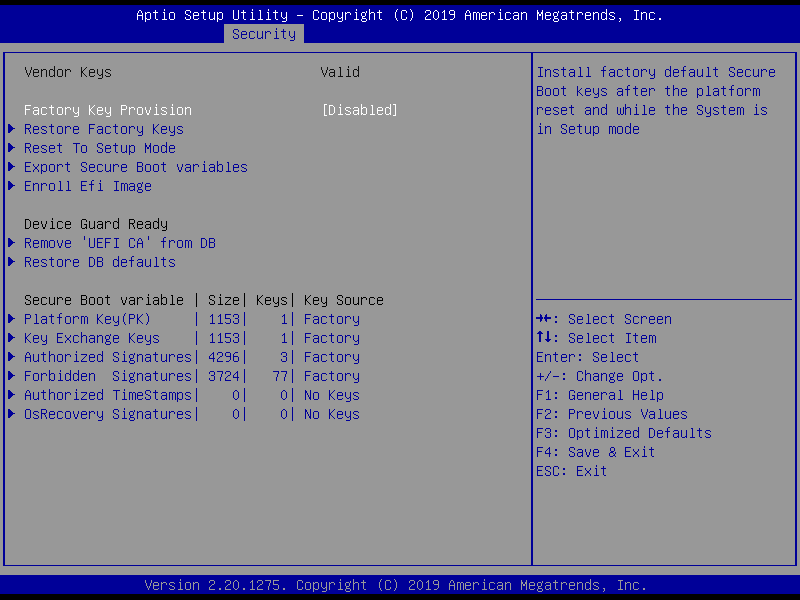 Aptio Setup Utility – Copyright (C) 2019 American Megatrends, Inc.
Security
Vendor Keys Valid
Factory Key Provision [Disabled]
Restore Factory Keys
Reset To Setup Mode
Export Secure Boot variables
Enroll Efi Image
Device Guard Ready
Remove 'UEFI CA' from DB
Restore DB defaults
Secure Boot variable | Size| Keys| Key Source
Platform Key(PK) | 1153| 1| Factory
Key Exchange Keys | 1153| 1| Factory
Authorized Signatures| 4296| 3| Factory
Forbidden Signatures| 3724| 77| Factory
Authorized TimeStamps| 0| 0| No Keys
OsRecovery Signatures| 0| 0| No Keys
Install factory default Secure
Boot keys after the platform
reset and while the System is
in Setup mode
→←: Select Screen
↑↓: Select Item
Enter: Select
+/-: Change Opt.
F1: General Help
F2: Previous Values
F3: Optimized Defaults
F4: Save & Exit
ESC: Exit
Version 2.20.1275. Copyright (C) 2019 American Megatrends, Inc.